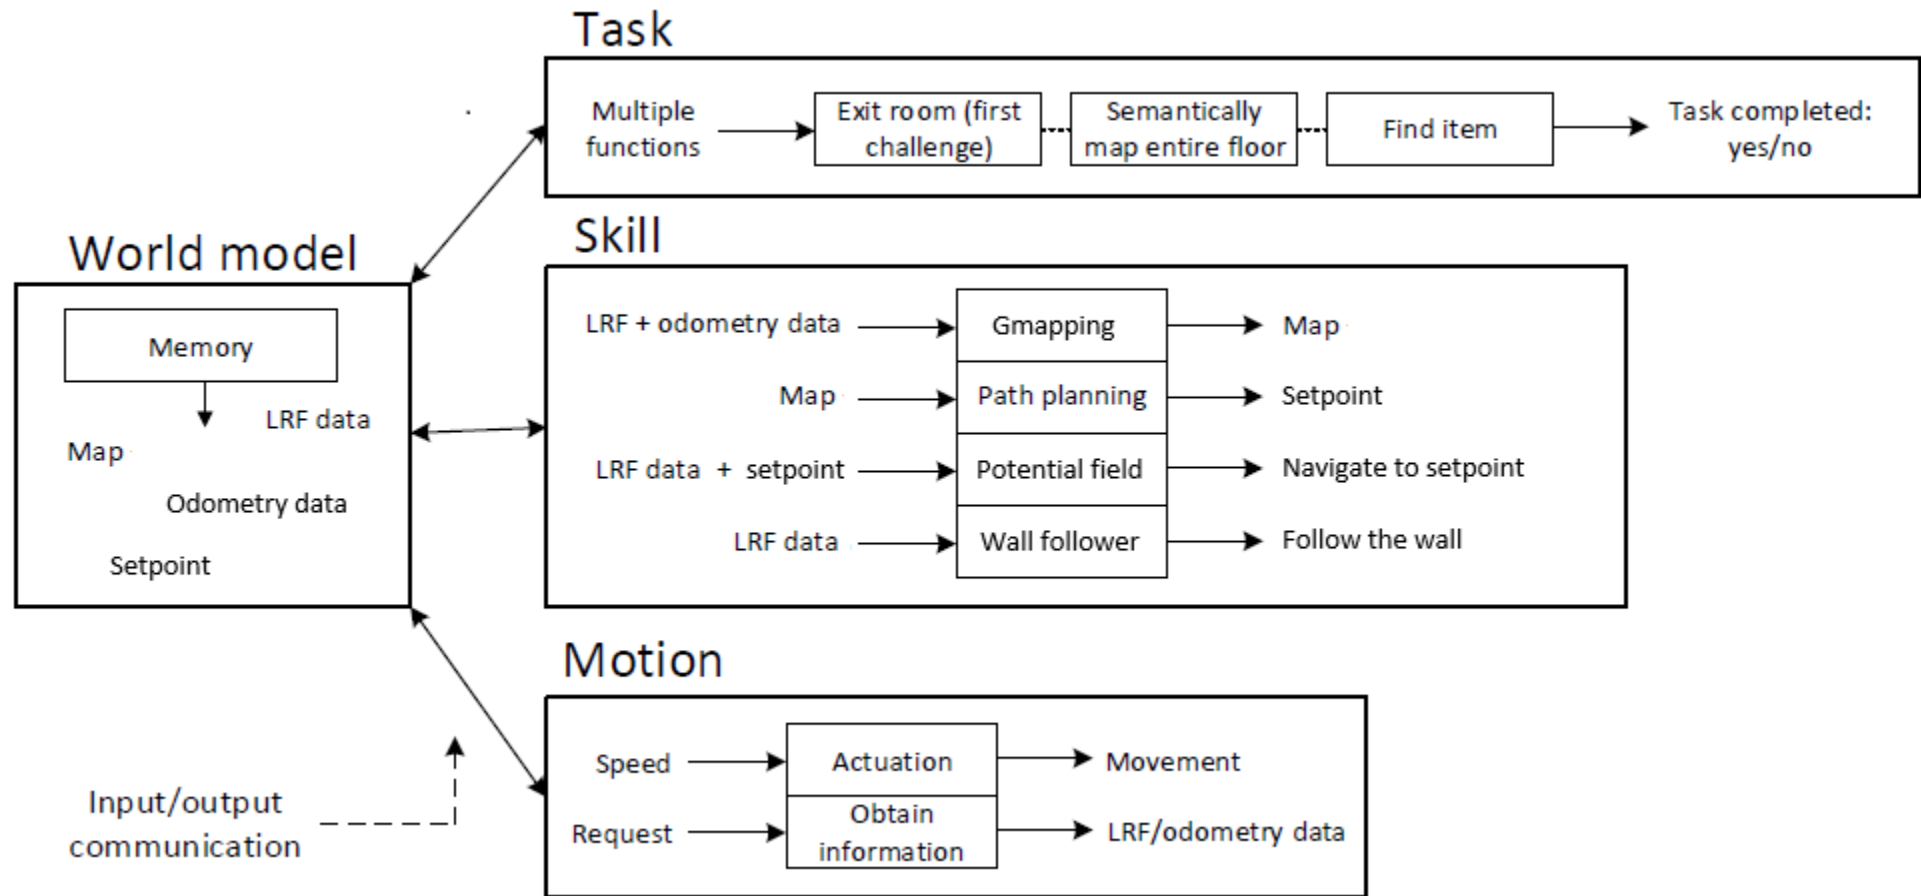 Task
Multiple
functions
Exit room (first
challenge)
Semantically
map entire floor
Find item
Task completed:
yes/no
World model
Memory
LRF data
Map
Odometry data
Setpoint
Skill
LRF + odometry data
Gmapping
Map
Map
Path planning
Setpoint
LRF data + setpoint
Potential field
Navigate to setpoint
LRF data
Wall follower
Follow the wall
Motion
Speed
Actuation
Movement
Request
Obtain
information
LRF/odometry data
Input/output
communication